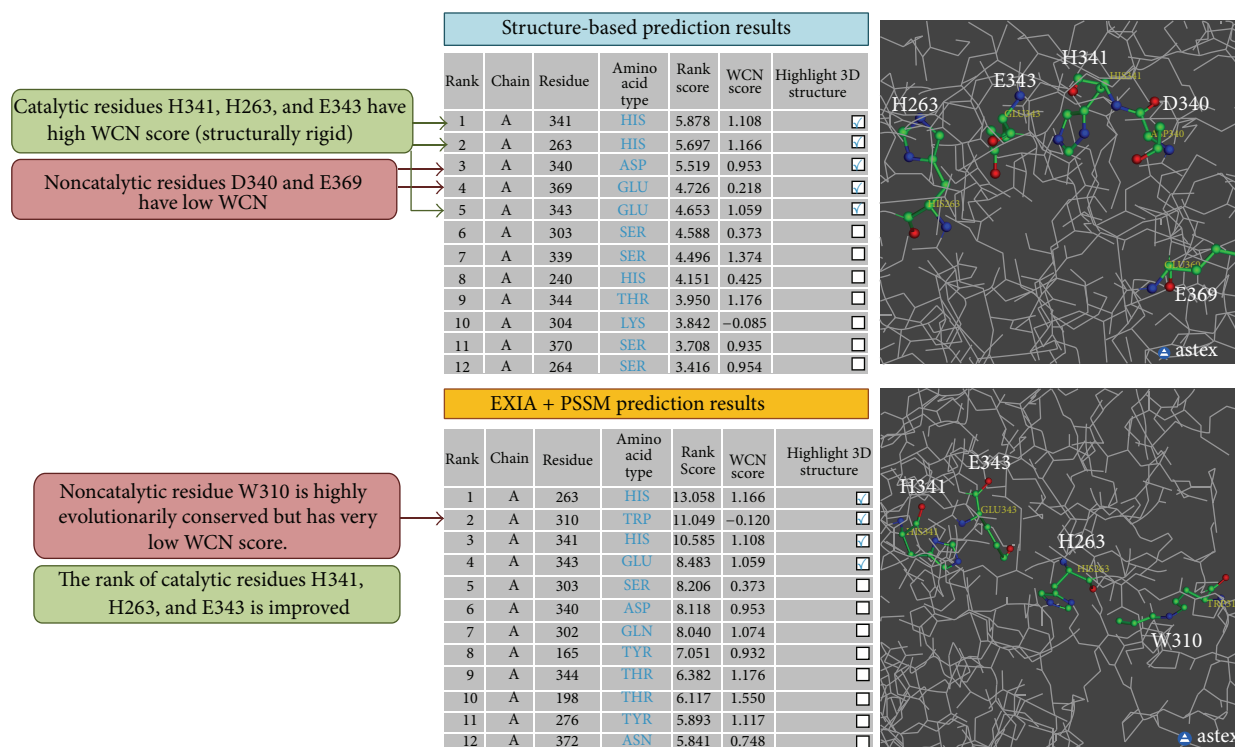 Structure-based prediction results
Rank Chain Residue Amino acid type Rank score WCN score Highlight 3D structure
1 A 341 HIS 5.878 1.108
2 A 263 HIS 5.697 1.166
3 A 340 ASP 5.519 0.953
4 A 369 GLU 4.726 0.218
5 A 343 GLU 4.653 1.059
6 A 303 SER 4.588 0.373
7 A 339 SER 4.496 1.374
8 A 240 HIS 4.151 0.425
9 A 344 THR 3.950 1.176
10 A 304 LYS 3.842 −0.085
11 A 370 SER 3.708 0.935
12 A 264 SER 3.416 0.954
Catalytic residues H341, H263, and E343 have
high WCN score (structurally rigid)
Noncatalytic residues D340 and E369
have low WCN
H341
HIS341
E343
GLU343
H263
HIS263
D340
ASP340
GLU369
E369
astex
EXIA + PSSM prediction results
Rank Chain Residue Amino acid type Rank Score WCN score Highlight 3D structure
1 A 263 HIS 13.058 1.166
2 A 310 TRP 11.049 −0.120
3 A 341 HIS 10.585 1.108
4 A 343 GLU 8.483 1.059
5 A 303 SER 8.206 0.373
6 A 340 ASP 8.118 0.953
7 A 302 GLN 8.040 1.074
8 A 165 TYR 7.051 0.932
9 A 344 THR 6.382 1.176
10 A 198 THR 6.117 1.550
11 A 276 TYR 5.893 1.117
12 A 372 ASN 5.841 0.748
Noncatalytic residue W310 is highly
evolutionarily conserved but has very
low WCN score.
The rank of catalytic residues H341,
H263, and E343 is improved
E343
H341
GLU343
HIS341
H263
HIS263
TRP31
W310
astex